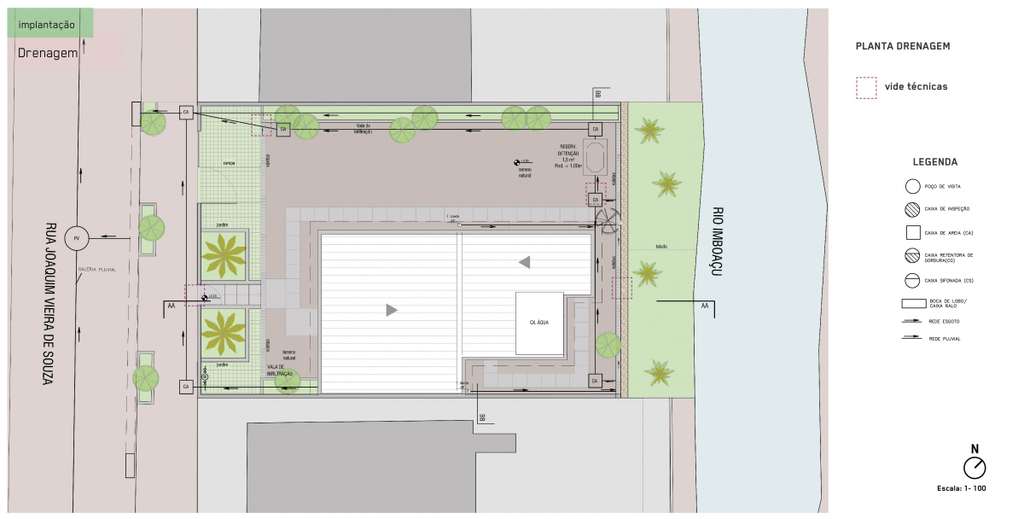 implantação
Drenagem
PLANTA DRENAGEM
vide técnicas
LEGENDA
POÇO DE VISITA
CAIXA DE INSPEÇÃO
CAIXA DE AREIA (CA)
CAIXA RETENTORA DE
GORDURA(CG)
CAIXA SIFONADA (CS)
BOCA DE LOBO/
CAIXA RALO
REDE ESGOTO
REDE PLUVIAL
N
Escala: 1- 100
RUA JOAQUIM VIEIRA DE SOUZA
RIO IMBOAÇU
PV
GALERIA PLUVIAL
CA
CA
CA
CA
CA
CA
BB
BB
AA
AA
Vala de
infiltração
RESERV.
DETENÇÃO
1,5 m³
terreno
natural
jardim
jardim
terreno
natural
VALA DE
INFILTRAÇÃO
CX. ÁGUA
talude